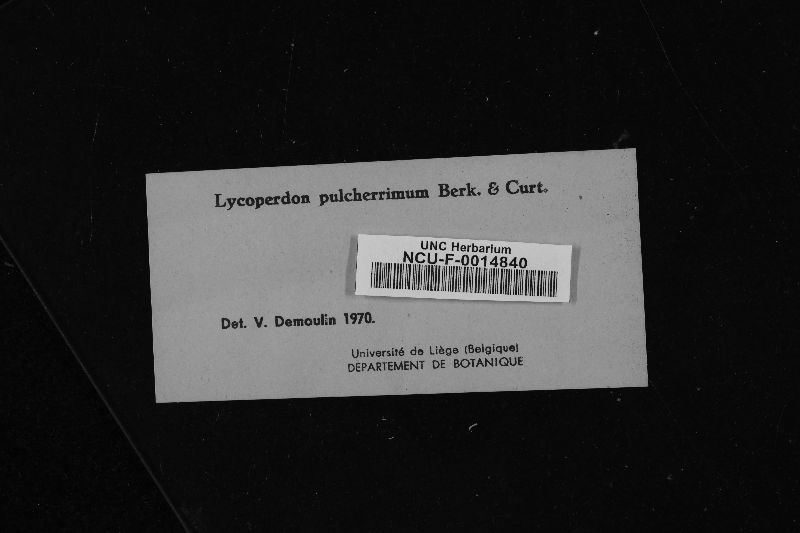 Lycoperdon pulcherrimum Berk. & Curt.
UNC Herbarium
NCU-F-0014840
Det. V. Demoulin 1970.
Université de Liège (Belgique)
DEPARTEMENT DE BOTANIQUE